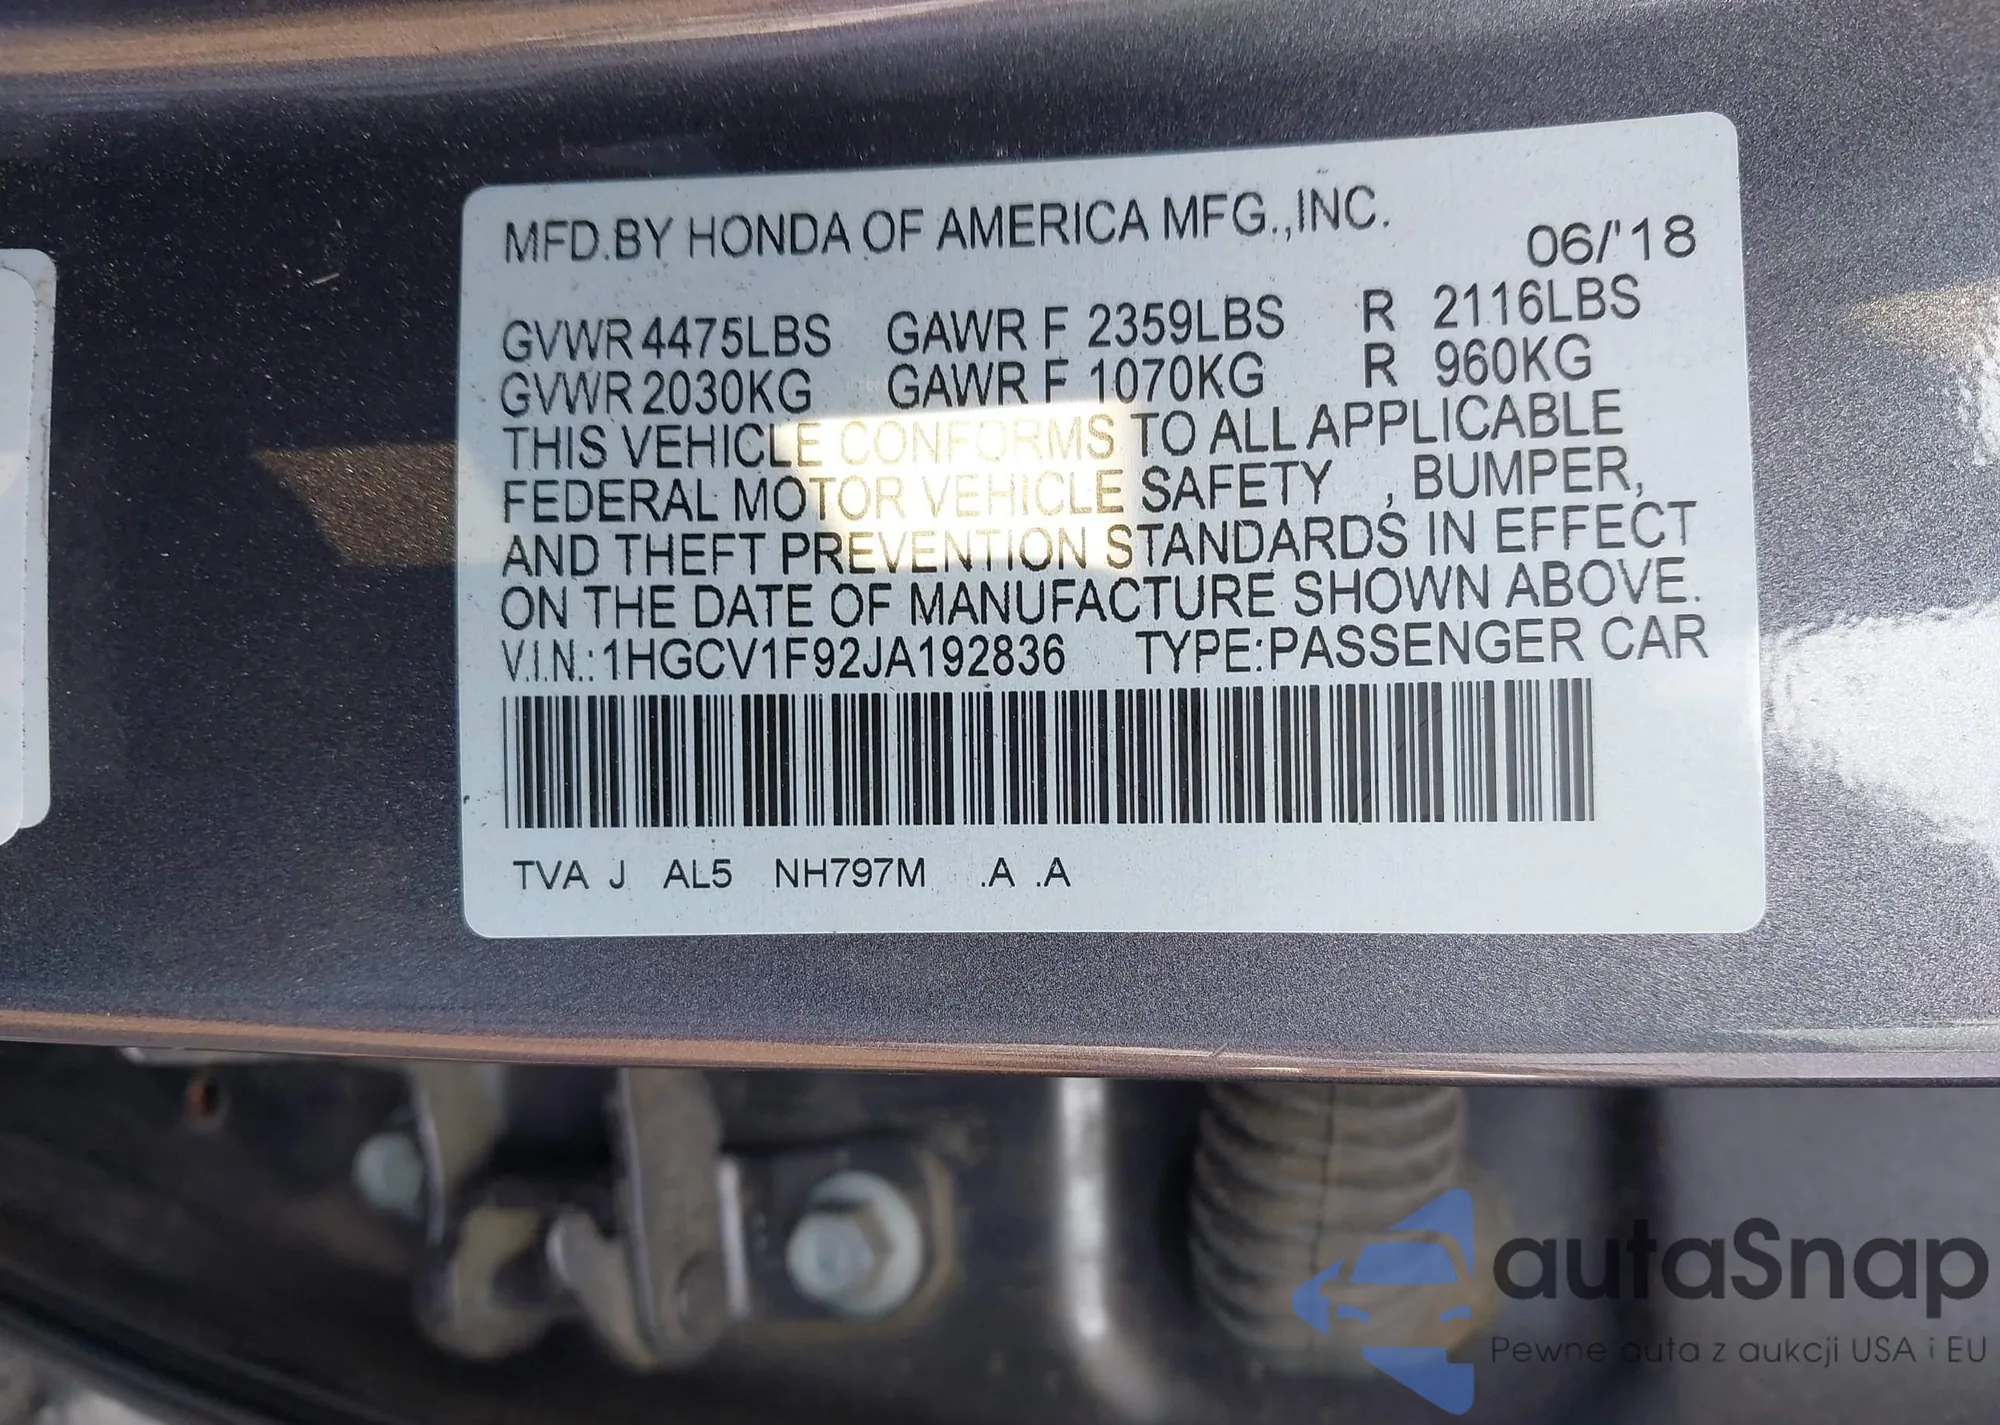 MFD.BY HONDA OF AMERICA MFG.,INC.
06/'18
GVWR 4475LBS GAWR F 2359LBS R 2116LBS
GVWR 2030KG GAWR F 1070KG R 960KG
THIS VEHICLE CONFORMS TO ALL APPLICABLE
FEDERAL MOTOR VEHICLE SAFETY , BUMPER,
AND THEFT PREVENTION STANDARDS IN EFFECT
ON THE DATE OF MANUFACTURE SHOWN ABOVE.
V.I.N.: 1HGCV1F92JA192836 TYPE:PASSENGER CAR
TVA J AL5 NH797M .A .A
autaSnap
Pewne auta z aukcji USA i EU